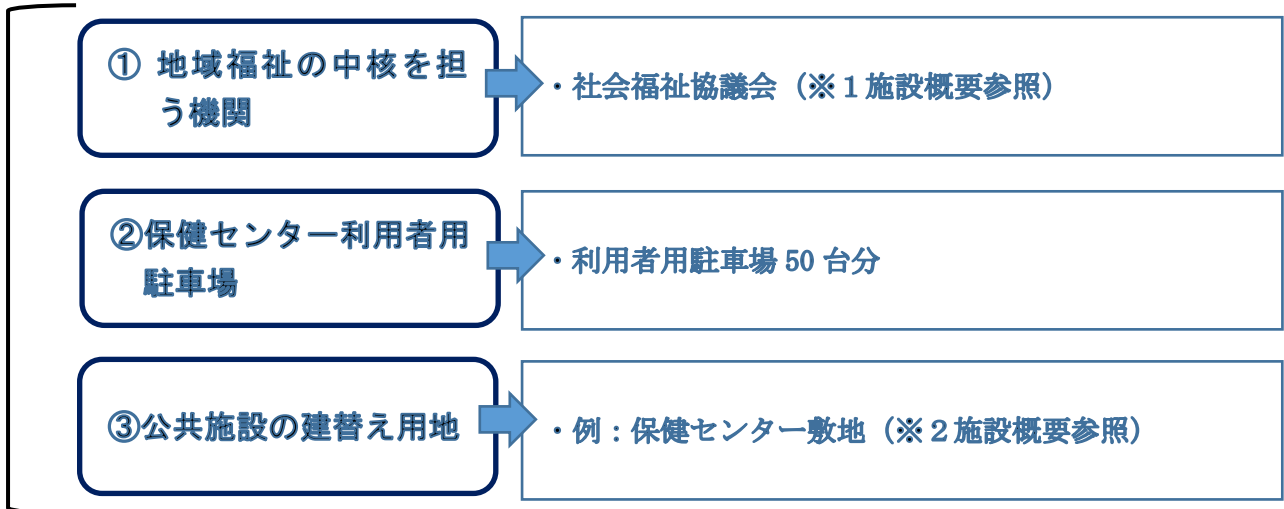 ① 地域福祉の中核を担
う機関
・社会福祉協議会（※１施設概要参照）
②保健センター利用者用
駐車場
・利用者用駐車場 50 台分
③公共施設の建替え用地
・例：保健センター敷地（※２施設概要参照）